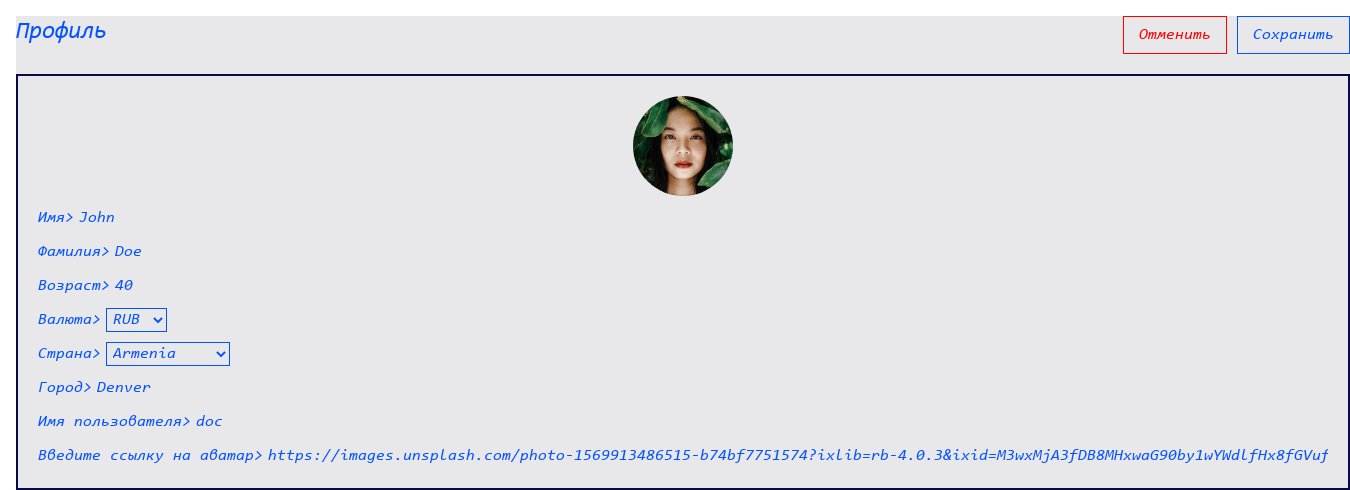 Профиль
Отменить Сохранить
Имя> John
Фамилия> Doe
Возраст> 40
Валюта> RUB
Страна> Armenia
Город> Denver
Имя пользователя> doc
Введите ссылку на аватар> https://images.unsplash.com/photo-1569913486515-b74bf7751574?ixlib=rb-4.0.3&ixid=M3wxMjA3fDB8MHxwaG90by1wYWdlfHx8fGVuf